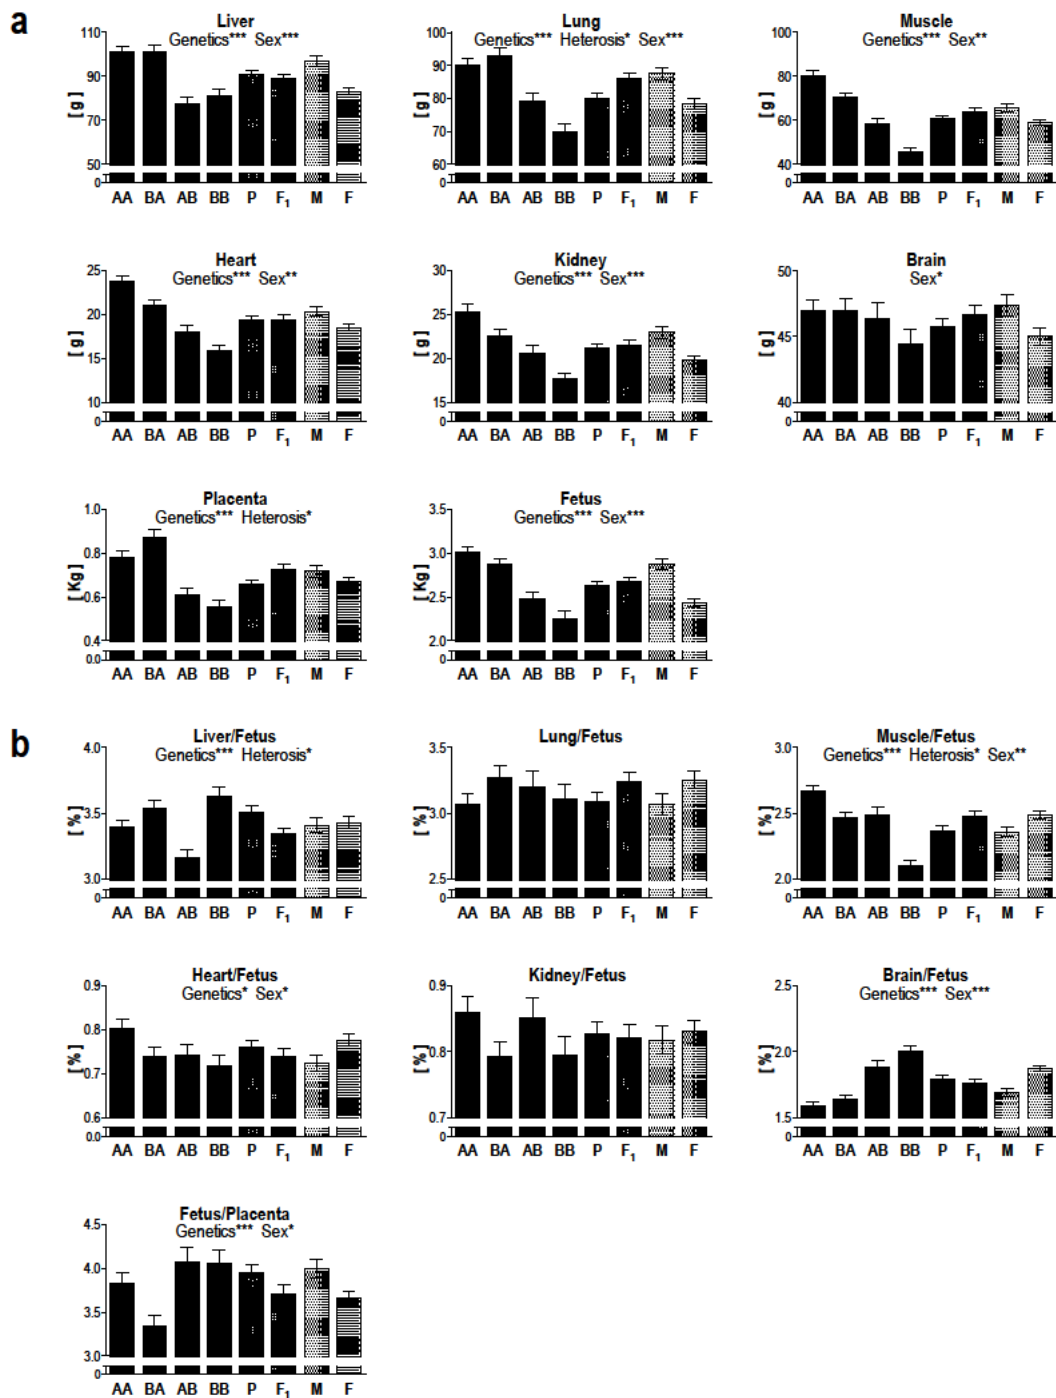 a
Liver
Genetics*** Sex***
[ g ]
110
90
70
50
0
AA BA AB BB P F1 M F
Lung
Genetics*** Heterosis* Sex***
[ g ]
100
90
80
70
60
0
AA BA AB BB P F1 M F
Muscle
Genetics*** Sex**
[ g ]
100
80
60
40
0
AA BA AB BB P F1 M F
Heart
Genetics*** Sex**
[ g ]
25
20
15
10
0
AA BA AB BB P F1 M F
Kidney
Genetics*** Sex***
[ g ]
30
25
20
15
0
AA BA AB BB P F1 M F
Brain
Sex*
[ g ]
50
45
40
0
AA BA AB BB P F1 M F
Placenta
Genetics*** Heterosis*
[ Kg ]
1.0
0.8
0.6
0.4
0.0
AA BA AB BB P F1 M F
Fetus
Genetics*** Sex***
[ Kg ]
3.5
3.0
2.5
2.0
0
AA BA AB BB P F1 M F
b
Liver/Fetus
Genetics*** Heterosis*
[ % ]
4.0
3.5
3.0
0
AA BA AB BB P F1 M F
Lung/Fetus
[ % ]
3.5
3.0
2.5
0
AA BA AB BB P F1 M F
Muscle/Fetus
Genetics*** Heterosis* Sex**
[ % ]
3.0
2.5
2.0
0
AA BA AB BB P F1 M F
Heart/Fetus
Genetics* Sex*
[ % ]
0.9
0.8
0.7
0.6
0.0
AA BA AB BB P F1 M F
Kidney/Fetus
[ % ]
0.9
0.8
0.7
0
AA BA AB BB P F1 M F
Brain/Fetus
Genetics*** Sex***
[ % ]
2.5
2.0
1.5
0
AA BA AB BB P F1 M F
Fetus/Placenta
Genetics*** Sex*
4.5
4.0
3.5
3.0
0
AA BA AB BB P F1 M F